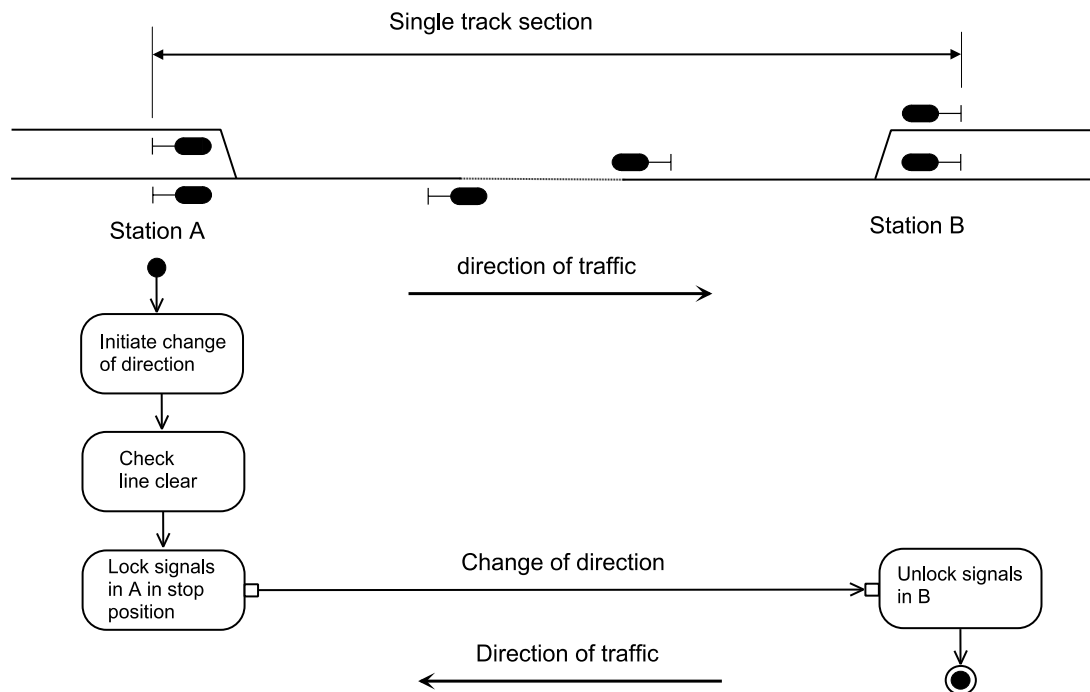 Single track section
Station A
Station B
direction of traffic
Initiate change
of direction
Check
line clear
Lock signals
in A in stop
position
Change of direction
Unlock signals
in B
Direction of traffic